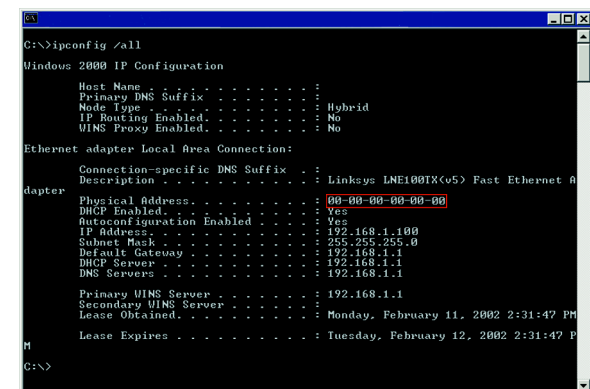 C:\>ipconfig /all
Windows 2000 IP Configuration
Host Name . . . . . . . . . . . . :
Primary DNS Suffix . . . . . . . :
Node Type . . . . . . . . . . . . : Hybrid
IP Routing Enabled. . . . . . . . : No
WINS Proxy Enabled. . . . . . . . : No
Ethernet adapter Local Area Connection:
Connection-specific DNS Suffix . :
Description . . . . . . . . . . . : Linksys LNE100TX(v5) Fast Ethernet A
dapter
Physical Address. . . . . . . . . : 00-00-00-00-00-00
DHCP Enabled. . . . . . . . . . . : Yes
Autoconfiguration Enabled . . . . : Yes
IP Address. . . . . . . . . . . . : 192.168.1.100
Subnet Mask . . . . . . . . . . . : 255.255.255.0
Default Gateway . . . . . . . . . : 192.168.1.1
DHCP Server . . . . . . . . . . . : 192.168.1.1
DNS Servers . . . . . . . . . . . : 192.168.1.1
Primary WINS Server . . . . . . . : 192.168.1.1
Secondary WINS Server . . . . . . :
Lease Obtained. . . . . . . . . . : Monday, February 11, 2002 2:31:47 PM
Lease Expires . . . . . . . . . . : Tuesday, February 12, 2002 2:31:47 P
M
C:\>